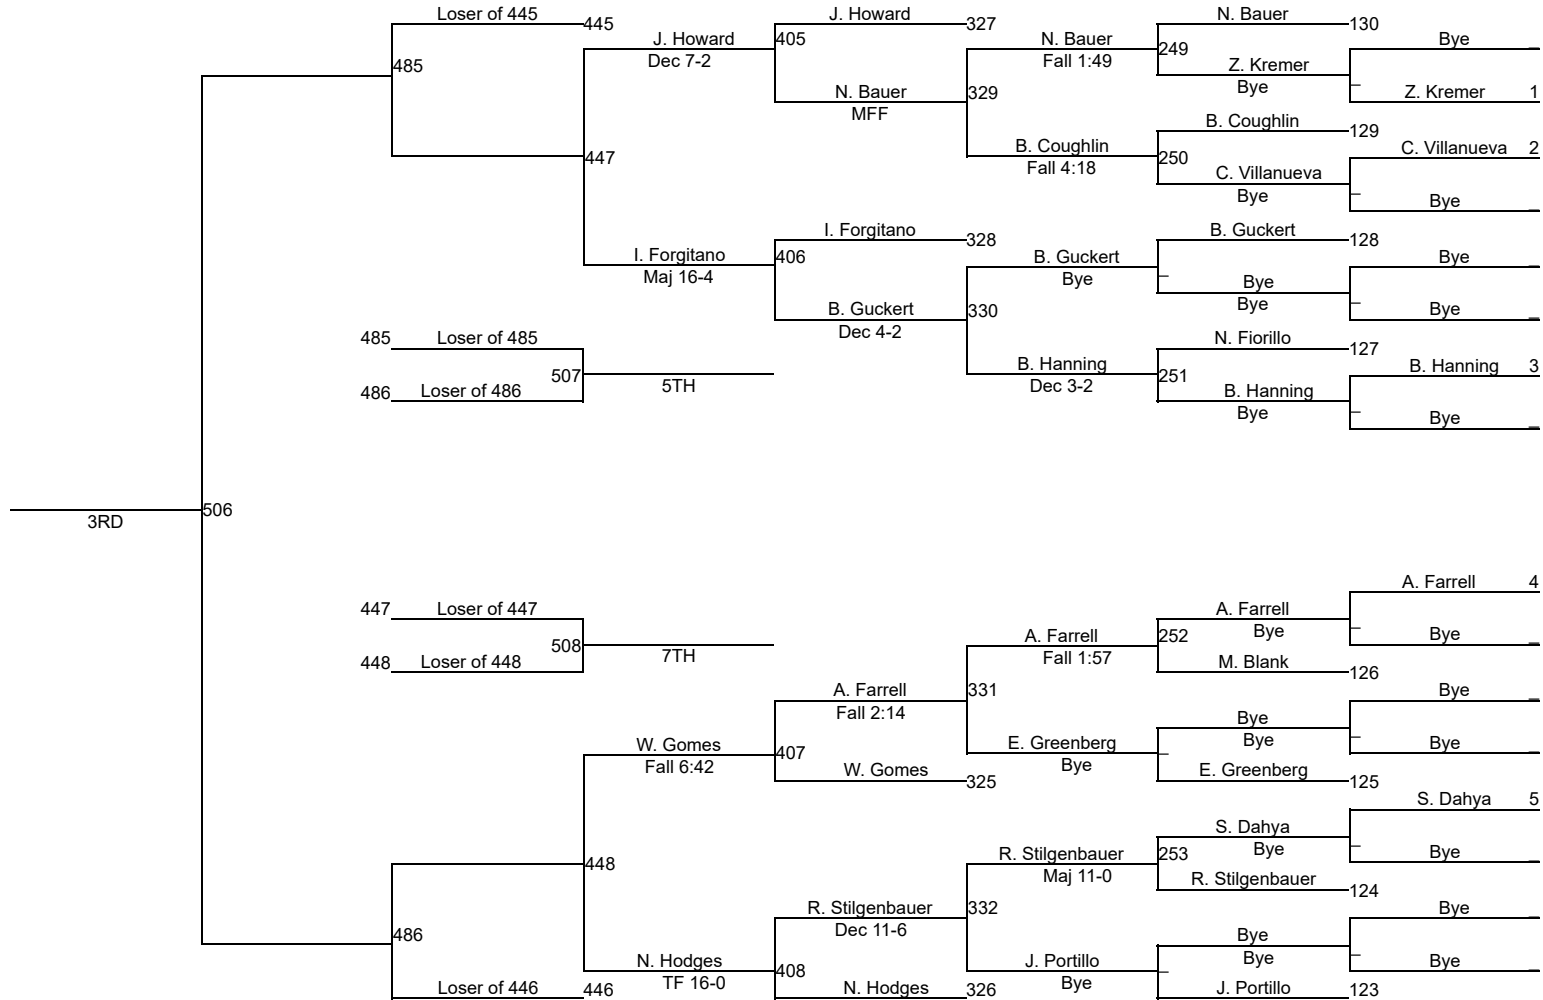 Loser of 445 445 J. Howard 327 N. Bauer 130
J. Howard 405 N. Bauer 249 Bye _
Dec 7-2 Fall 1:49
485 Z. Kremer
Bye _
N. Bauer 329 Z. Kremer 1
MFF
B. Coughlin 129
447 B. Coughlin 250 C. Villanueva 2
Fall 4:18
C. Villanueva
Bye _
Bye _
I. Forgitano 328 B. Guckert 128
I. Forgitano 406 B. Guckert Bye _
Maj 16-4 Bye _
Bye
Bye _
B. Guckert 330 Bye _
Dec 4-2
485 Loser of 485 N. Fiorillo 127
507 5TH B. Hanning 251 B. Hanning 3
Dec 3-2
486 Loser of 486 B. Hanning
Bye _
Bye _
506
3RD
A. Farrell 4
447 Loser of 447 A. Farrell
Bye _
508 7TH A. Farrell 252 Bye _
Fall 1:57
448 Loser of 448 M. Blank 126
A. Farrell 331 Bye _
Fall 2:14
Bye
Bye _
W. Gomes 407 E. Greenberg _ Bye _
Fall 6:42 Bye
W. Gomes 325 E. Greenberg 125
S. Dahya 5
S. Dahya
Bye _
448 R. Stilgenbauer 253 Bye _
Maj 11-0
R. Stilgenbauer 124
R. Stilgenbauer 332 Bye _
Dec 11-6
486 Bye
Bye _
N. Hodges 408 J. Portillo _ Bye _
TF 16-0 Bye
Loser of 446 446 N. Hodges 326 J. Portillo 123